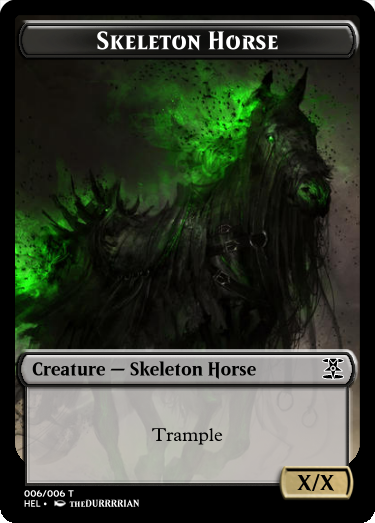 Skeleton Horse
Creature — Skeleton Horse
Trample
X/X
006/006 T
HEL • theDurrrrian